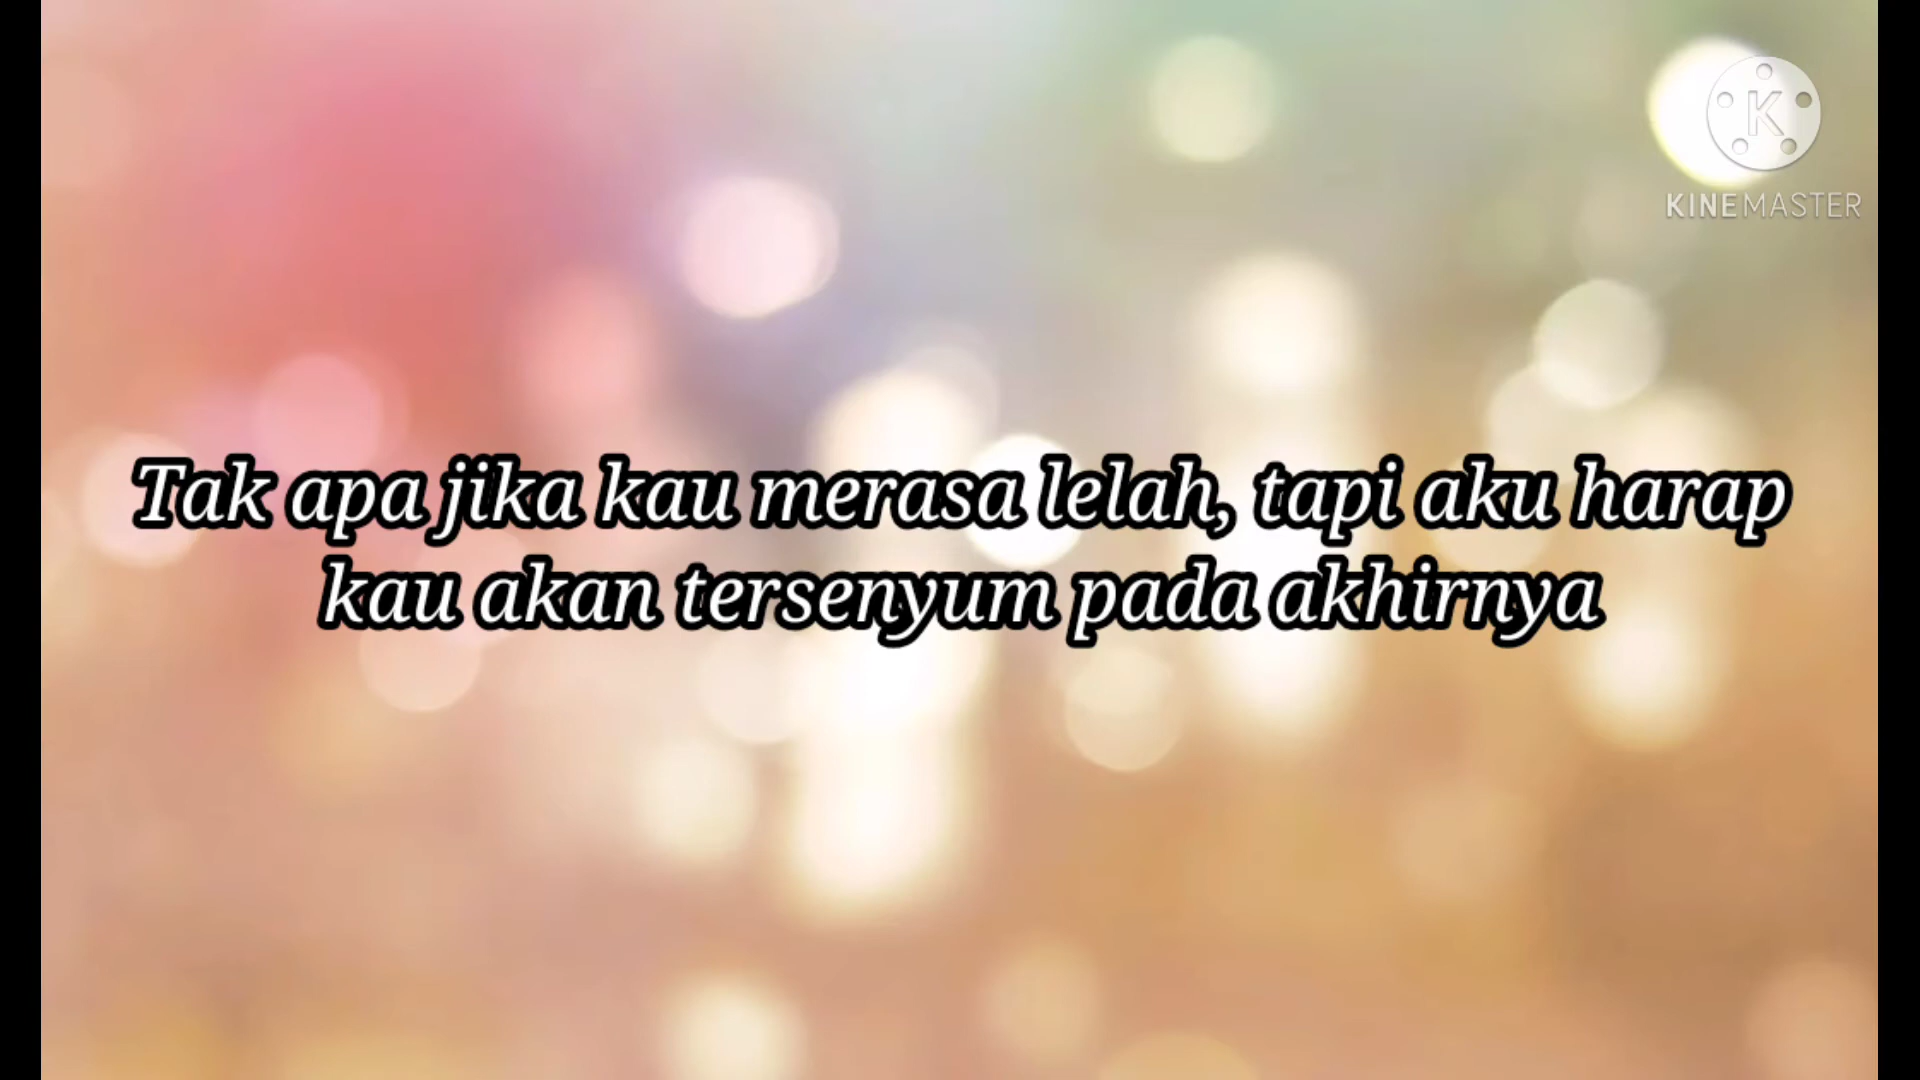 KINEMASTER
Tak apa jika kau merasa lelah, tapi aku harap
kau akan tersenyum pada akhirnya